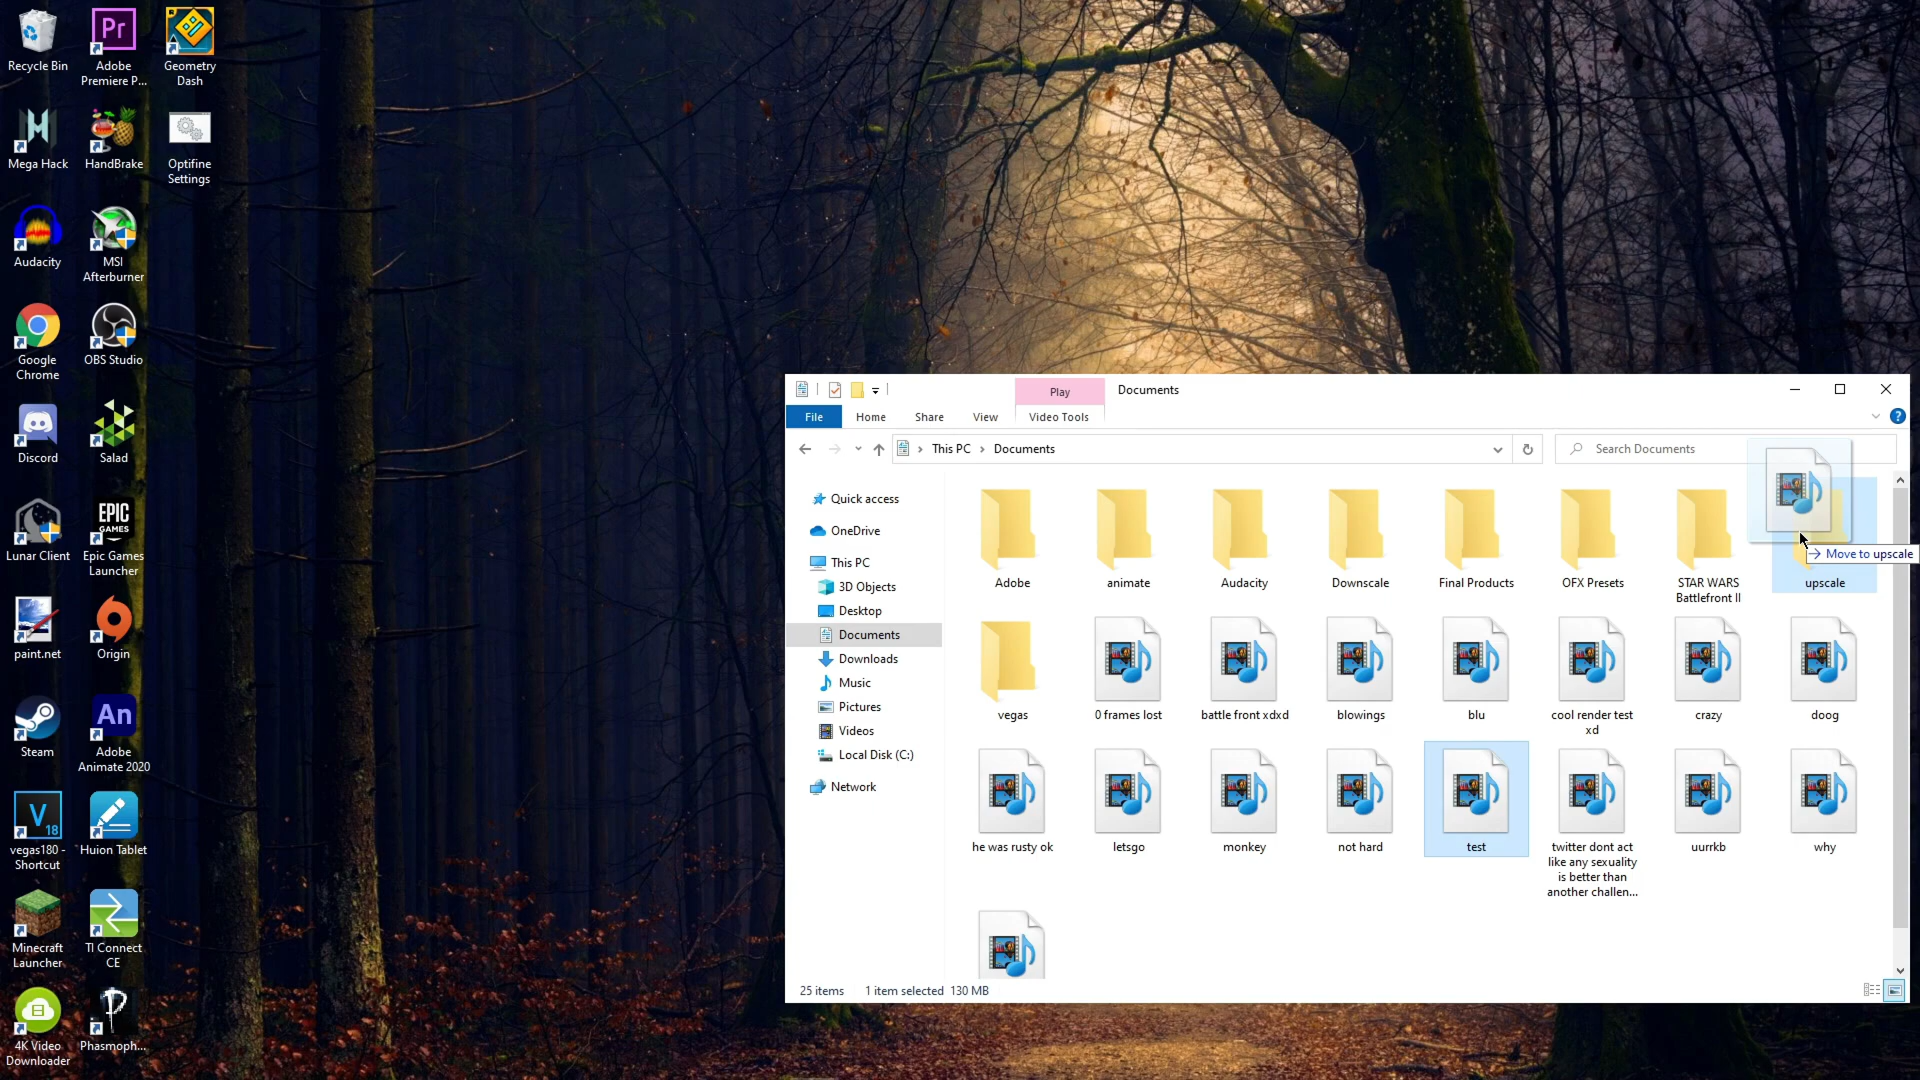 Recycle Bin
Adobe
Premiere P...
Geometry
Dash
Mega Hack
HandBrake
Optifine
Settings
Audacity
MSI
Afterburner
Google
Chrome
OBS Studio
Discord
Salad
Lunar Client
EPIC
GAMES
Epic Games
Launcher
paint.net
Origin
Steam
An
Adobe
Animate 2020
V
18
vegas180 -
Shortcut
Huion Tablet
Minecraft
Launcher
TI Connect
CE
4K Video
Downloader
Phasmoph...
Pr
Play
Documents
File
Home
Share
View
Video Tools
This PC
Documents
Search Documents
Quick access
OneDrive
This PC
3D Objects
Desktop
Documents
Downloads
Music
Pictures
Videos
Local Disk (C:)
Network
Adobe
animate
Audacity
Downscale
Final Products
OFX Presets
STAR WARS
Battlefront II
Move to upscale
upscale
vegas
0 frames lost
battle front xdxd
blowings
blu
cool render test
xd
crazy
doog
he was rusty ok
letsgo
monkey
not hard
test
twitter dont act
like any sexuality
is better than
another challen...
uurrkb
why
25 items
1 item selected 130 MB